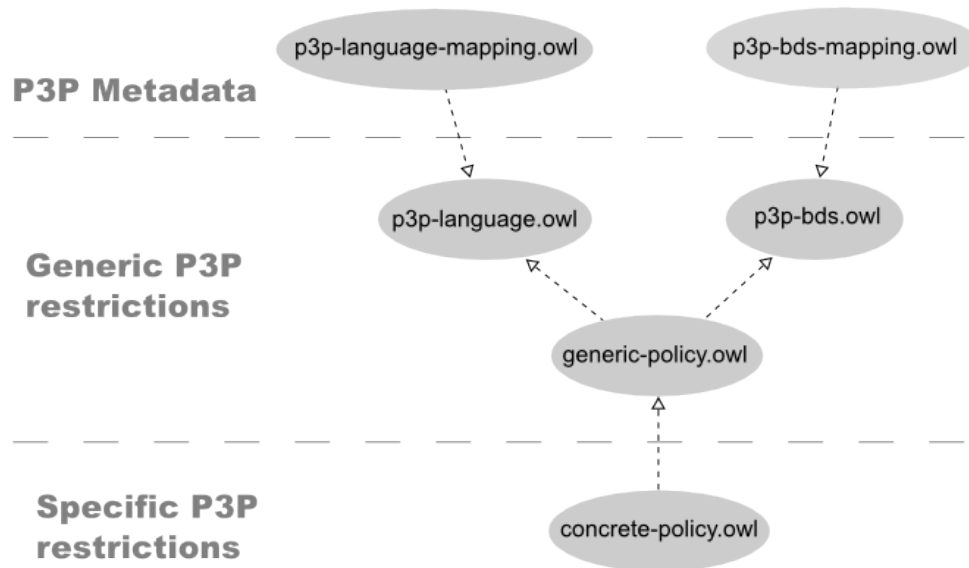 p3p-language-mapping.owl
p3p-bds-mapping.owl
P3P Metadata
p3p-language.owl
p3p-bds.owl
Generic P3P
restrictions
generic-policy.owl
Specific P3P
restrictions
concrete-policy.owl